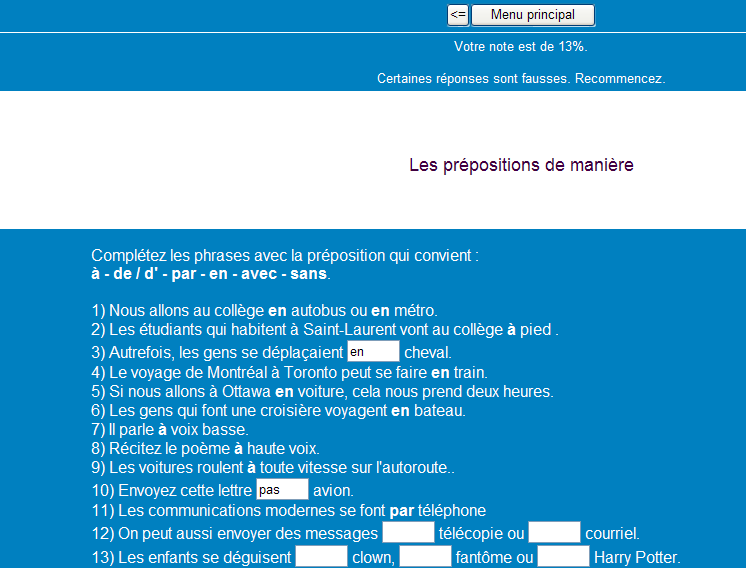 <= Menu principal
Votre note est de 13%.
Certaines réponses sont fausses. Recommencez.
Les prépositions de manière
Complétez les phrases avec la préposition qui convient :
à - de / d' - par - en - avec - sans.
1) Nous allons au collège en autobus ou en métro.
2) Les étudiants qui habitent à Saint-Laurent vont au collège à pied .
3) Autrefois, les gens se déplaçaient en cheval.
4) Le voyage de Montréal à Toronto peut se faire en train.
5) Si nous allons à Ottawa en voiture, cela nous prend deux heures.
6) Les gens qui font une croisière voyagent en bateau.
7) Il parle à voix basse.
8) Récitez le poème à haute voix.
9) Les voitures roulent à toute vitesse sur l'autoroute..
10) Envoyez cette lettre pas avion.
11) Les communications modernes se font par téléphone
12) On peut aussi envoyer des messages télécopie ou courriel.
13) Les enfants se déguisent clown, fantôme ou Harry Potter.